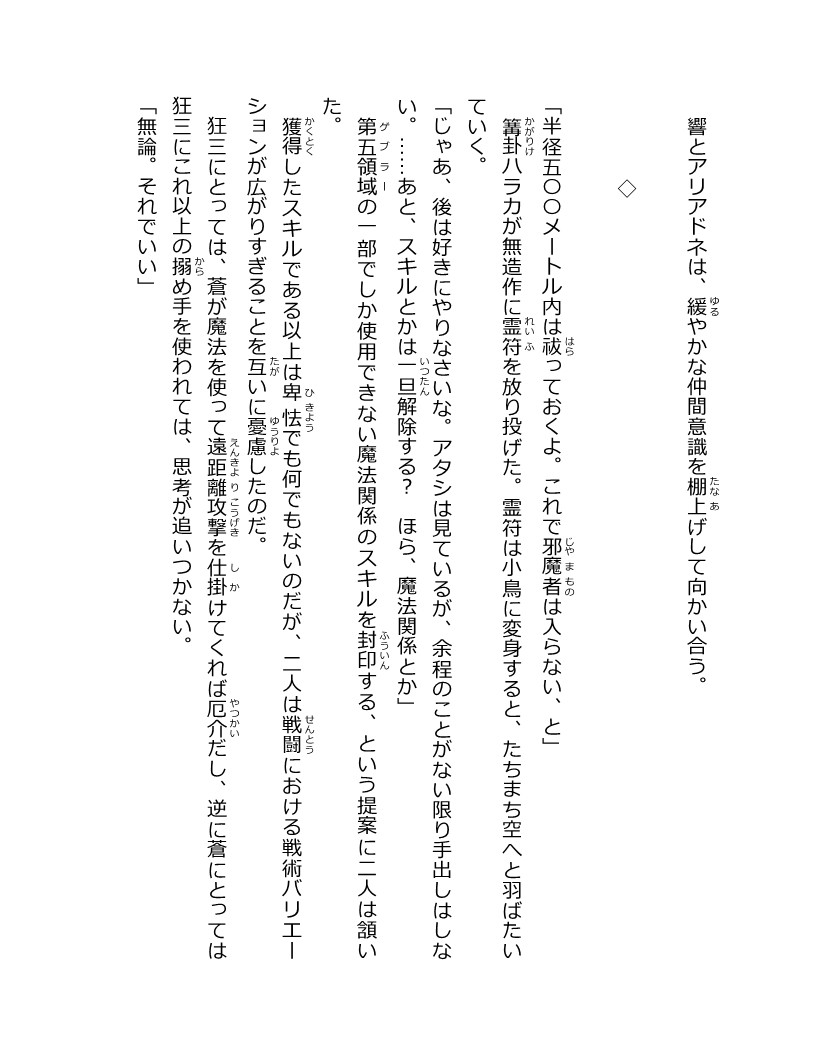 響とアリアドネは、緩やかな仲間意識を棚上げして向かい合う。
◇
「半径五〇〇メートル内は祓っておくよ。これで邪魔者は入らない、と」
篝卦ハラカが無造作に霊符を放り投げた。霊符は小鳥に変身すると、たちまち空へと羽ばたい
ていく。
「じゃあ、後は好きにやりなさいな。アタシは見ているが、余程のことがない限り手出しはしな
い。……あと、スキルとかは一旦解除する？　ほら、魔法関係とか」
第五領域の一部でしか使用できない魔法関係のスキルを封印する、という提案に二人は頷い
た。
獲得したスキルである以上は卑怯でも何でもないのだが、二人は戦闘における戦術バリエー
ションが広がりすぎることを互いに憂慮したのだ。
狂三にとっては、蒼が魔法を使って遠距離攻撃を仕掛けてくれば厄介だし、逆に蒼にとっては
狂三にこれ以上の搦め手を使われては、思考が追いつかない。
「無論。それでいい」